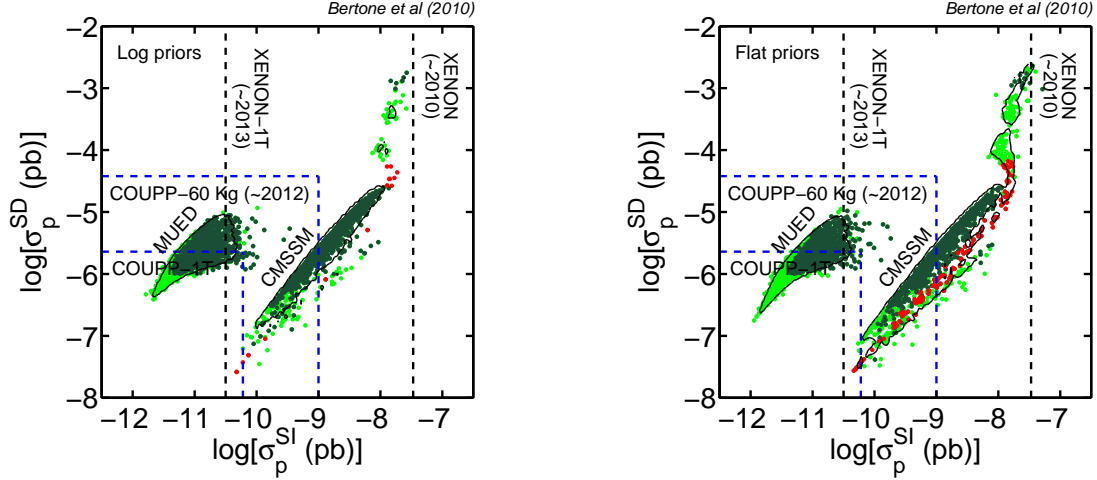 Bertone et al (2010)
Log priors
XENON−1T
(~2013)
XENON
(~2010)
COUPP−60 Kg (~2012)
MUED
COUPP−1T
CMSSM
−2
−3
−4
−5
−6
−7
−8
−12 −11 −10 −9 −8 −7
log[σ_p^SD (pb)]
log[σ_p^SI (pb)]
Bertone et al (2010)
Flat priors
XENON−1T
(~2013)
XENON
(~2010)
COUPP−60 Kg (~2012)
MUED
COUPP−1T
CMSSM
−2
−3
−4
−5
−6
−7
−8
−12 −11 −10 −9 −8 −7
log[σ_p^SD (pb)]
log[σ_p^SI (pb)]